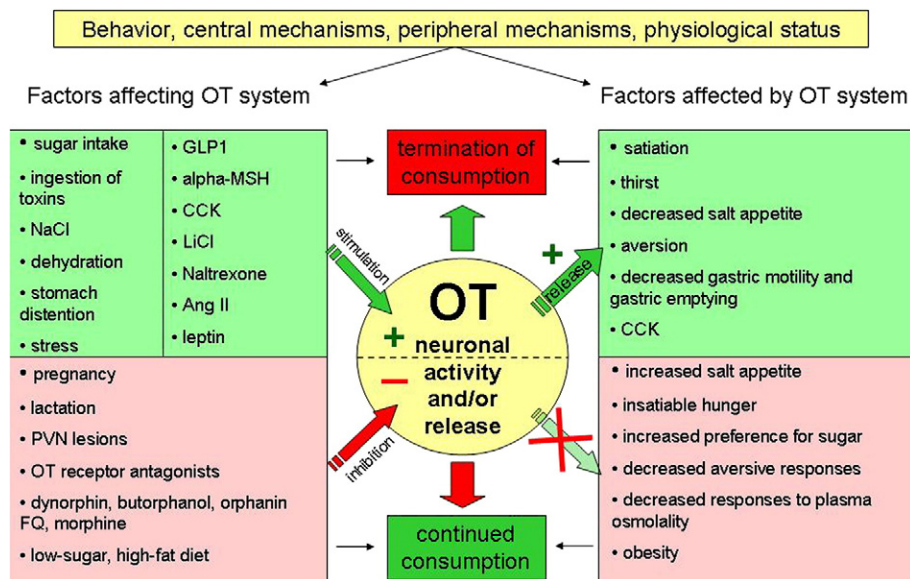 Behavior, central mechanisms, peripheral mechanisms, physiological status
Factors affecting OT system
Factors affected by OT system
• sugar intake
• ingestion of
toxins
• NaCl
• dehydration
• stomach
distention
• stress
• GLP1
• alpha-MSH
• CCK
• LiCl
• Naltrexone
• Ang II
• leptin
• pregnancy
• lactation
• PVN lesions
• OT receptor antagonists
• dynorphin, butorphanol, orphanin
FQ, morphine
• low-sugar, high-fat diet
termination of
consumption
stimulation
+
OT
neuronal
activity
and/or
release
−
inhibition
+
release
continued
consumption
• satiation
• thirst
• decreased salt appetite
• aversion
• decreased gastric motility and
gastric emptying
• CCK
• increased salt appetite
• insatiable hunger
• increased preference for sugar
• decreased aversive responses
• decreased responses to plasma
osmolality
• obesity